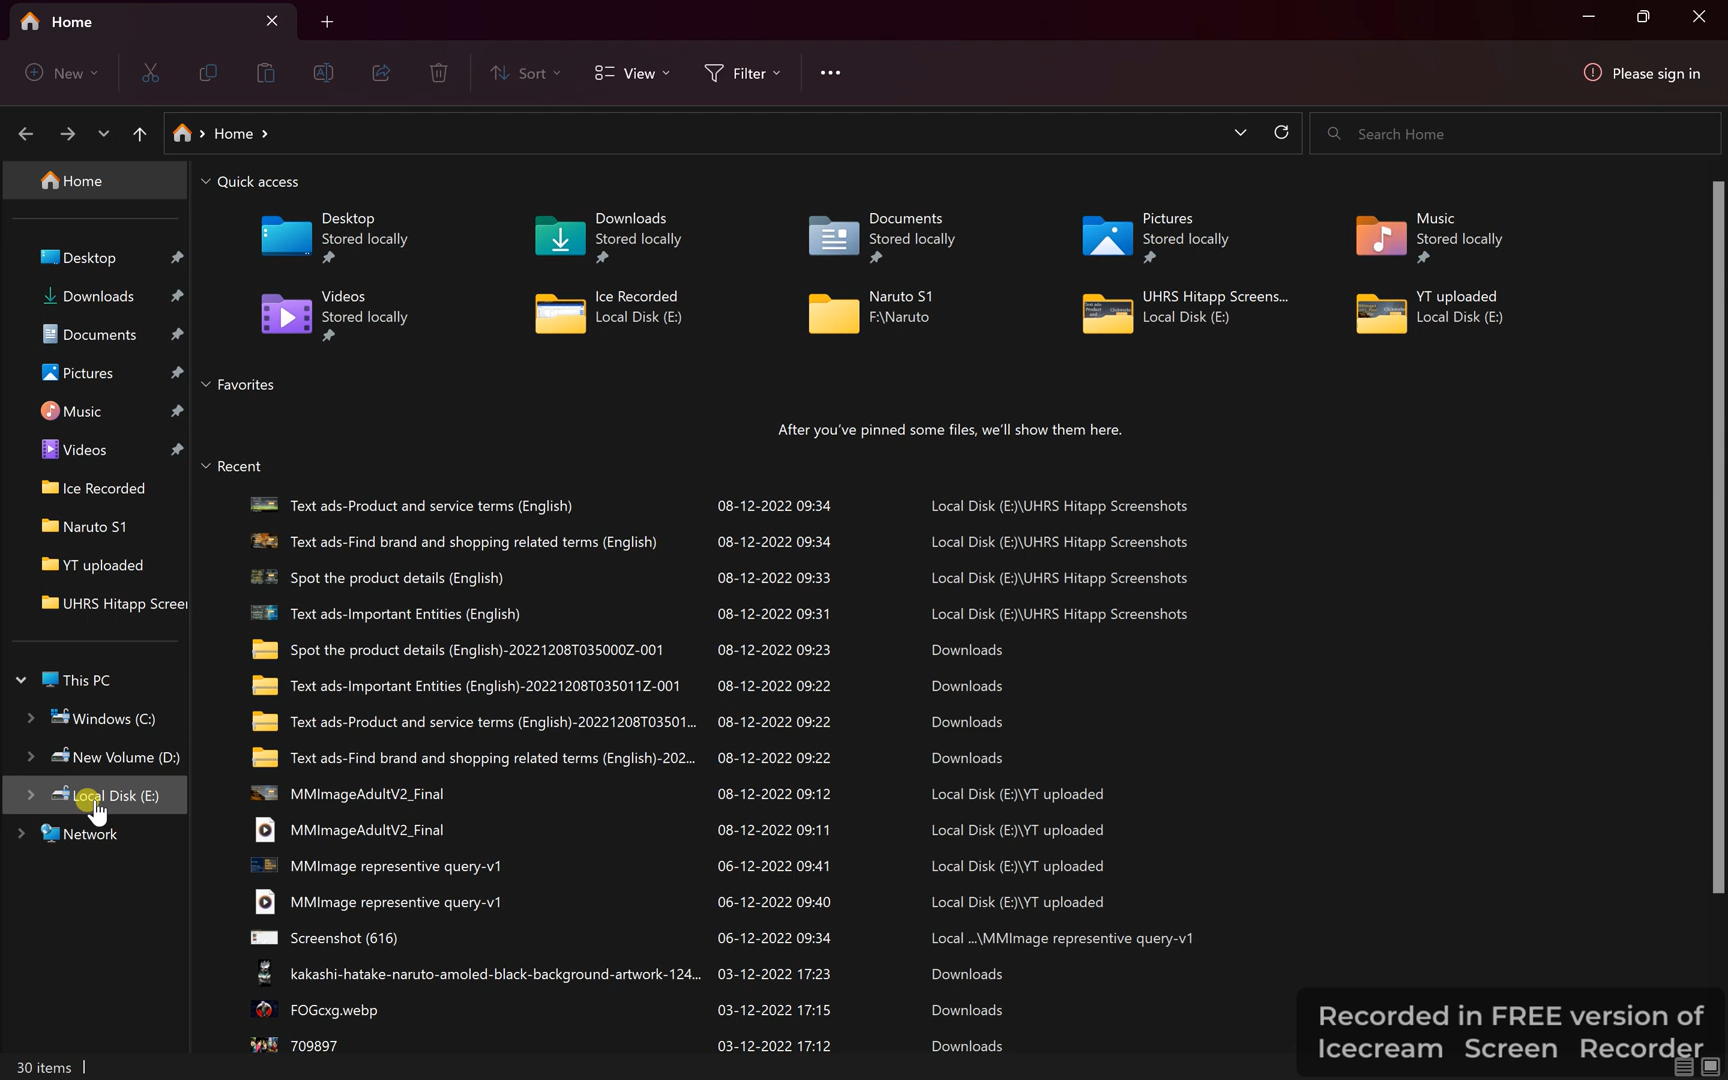 Home
New
Sort
View
Filter
Please sign in
Home
Search Home
Home
Desktop
Downloads
Documents
Pictures
Music
Videos
Ice Recorded
Naruto S1
YT uploaded
UHRS Hitapp Screer
This PC
Windows (C:)
New Volume (D:)
Local Disk (E:)
Network
Quick access
Desktop
Stored locally
Downloads
Stored locally
Documents
Stored locally
Pictures
Stored locally
Music
Stored locally
Videos
Stored locally
Ice Recorded
Local Disk (E:)
Naruto S1
F:\Naruto
UHRS Hitapp Screens...
Local Disk (E:)
YT uploaded
Local Disk (E:)
Favorites
After you've pinned some files, we'll show them here.
Recent
Text ads-Product and service terms (English) 08-12-2022 09:34 Local Disk (E:)\UHRS Hitapp Screenshots
Text ads-Find brand and shopping related terms (English) 08-12-2022 09:34 Local Disk (E:)\UHRS Hitapp Screenshots
Spot the product details (English) 08-12-2022 09:33 Local Disk (E:)\UHRS Hitapp Screenshots
Text ads-Important Entities (English) 08-12-2022 09:31 Local Disk (E:)\UHRS Hitapp Screenshots
Spot the product details (English)-20221208T035000Z-001 08-12-2022 09:23 Downloads
Text ads-Important Entities (English)-20221208T035011Z-001 08-12-2022 09:22 Downloads
Text ads-Product and service terms (English)-20221208T03501... 08-12-2022 09:22 Downloads
Text ads-Find brand and shopping related terms (English)-202... 08-12-2022 09:22 Downloads
MMImageAdultV2_Final 08-12-2022 09:12 Local Disk (E:)\YT uploaded
MMImageAdultV2_Final 08-12-2022 09:11 Local Disk (E:)\YT uploaded
MMImage representive query-v1 06-12-2022 09:41 Local Disk (E:)\YT uploaded
MMImage representive query-v1 06-12-2022 09:40 Local Disk (E:)\YT uploaded
Screenshot (616) 06-12-2022 09:34 Local ...\MMImage representive query-v1
kakashi-hatake-naruto-amoled-black-background-artwork-124... 03-12-2022 17:23 Downloads
FOGcxg.webp 03-12-2022 17:15 Downloads
709897 03-12-2022 17:12 Downloads
Recorded in FREE version of
Icecream Screen Recorder
30 items